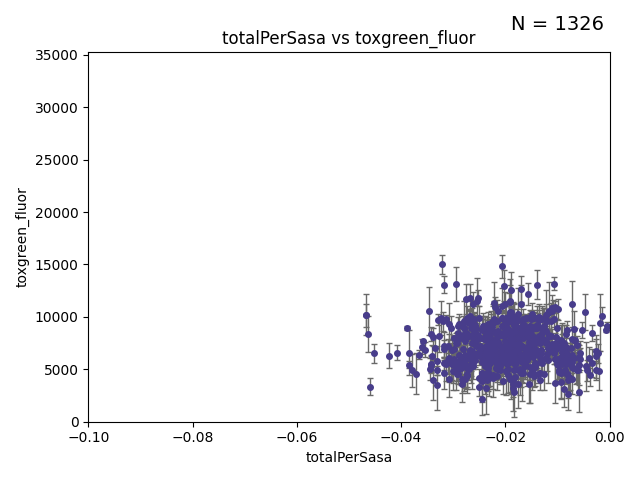 N = 1326
totalPerSasa vs toxgreen_fluor
35000
30000
25000
20000
15000
10000
5000
0
toxgreen_fluor
−0.10 −0.08 −0.06 −0.04 −0.02 0.00
totalPerSasa